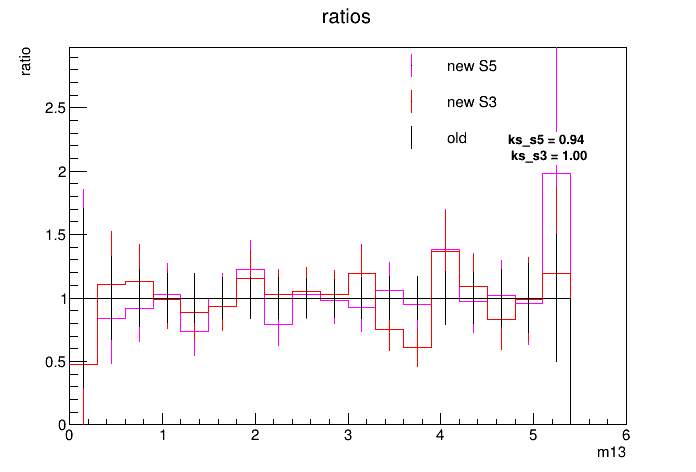 ratios
ratio
new S5
new S3
old
ks_s5 = 0.94
ks_s3 = 1.00
2.5
2
1.5
1
0.5
0
0 1 2 3 4 5 6
m13